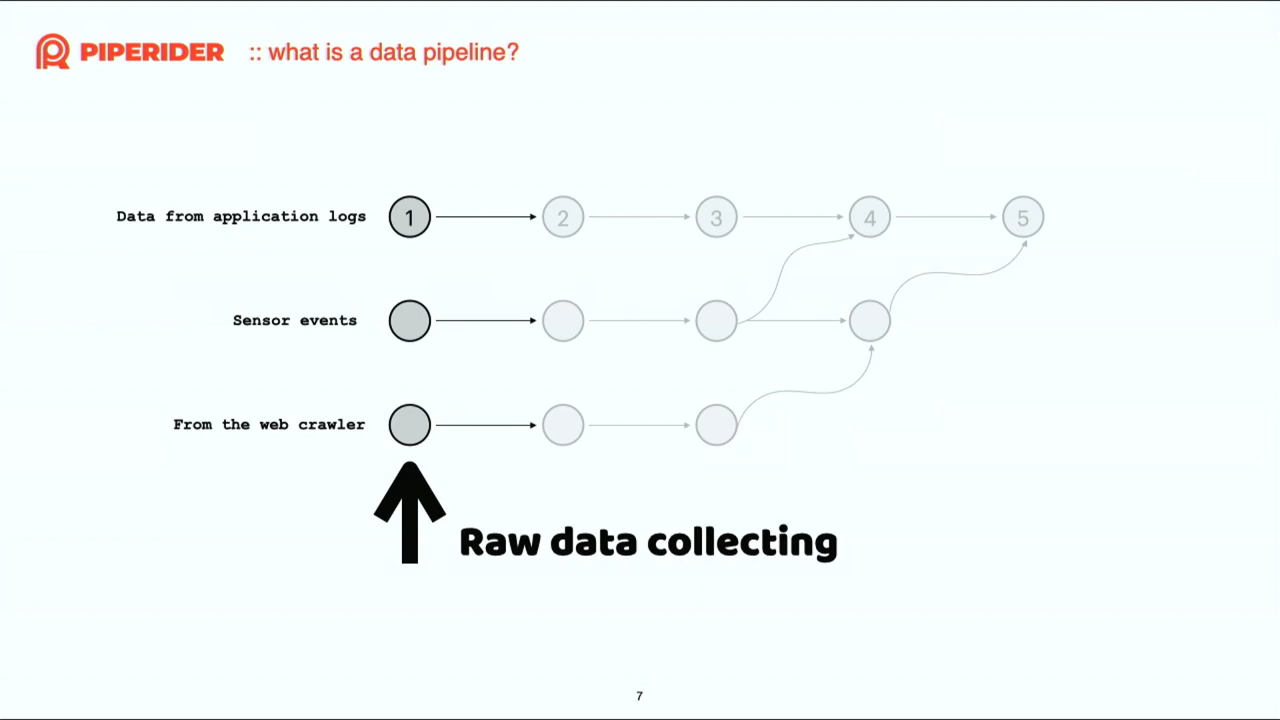 PIPERIDER :: what is a data pipeline?
Data from application logs 1 2 3 4 5
Sensor events
From the web crawler
Raw data collecting
7